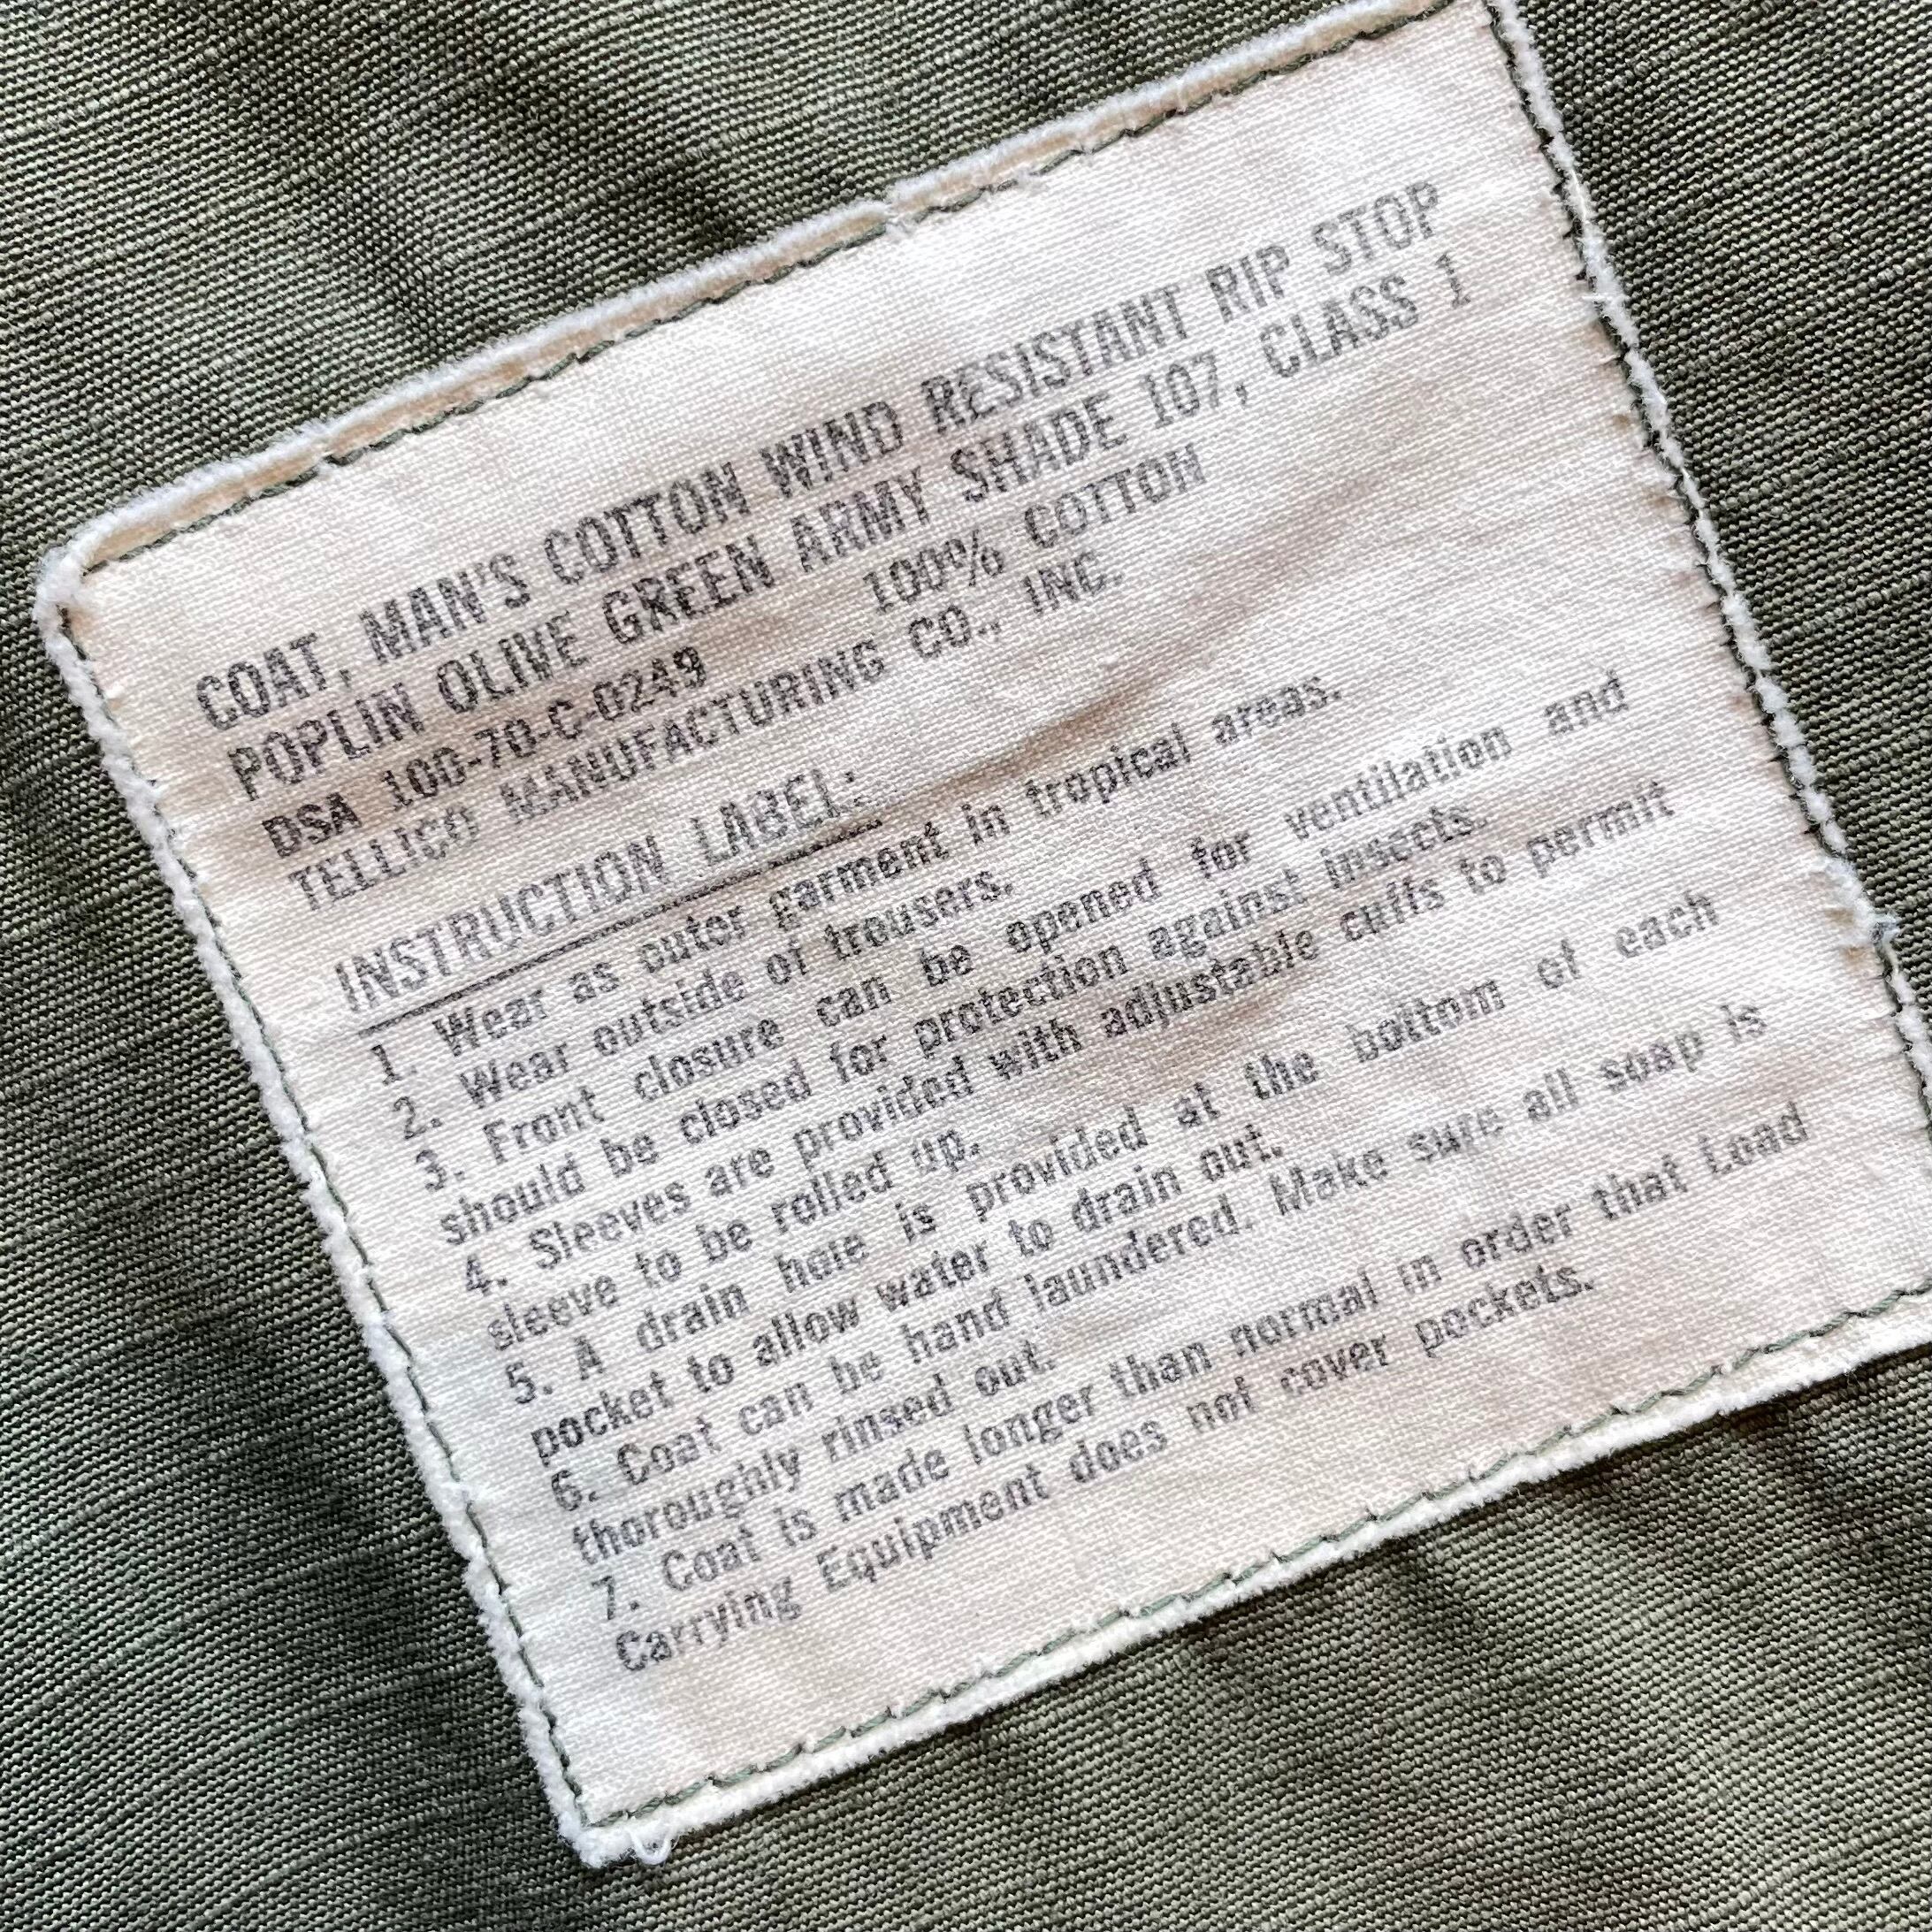 COAT, MAN'S COTTON WIND RESISTANT RIP STOP
POPLIN OLIVE GREEN ARMY SHADE 107, CLASS 1
DSA 100-70-C-0249 100% COTTON
TELLICO MANUFACTURING CO., INC.
INSTRUCTION LABEL:
1. Wear as outer garment in tropical areas.
2. Wear outside of trousers.
3. Front closure can be opened for ventilation and
should be closed for protection against insects.
4. Sleeves are provided with adjustable cuffs to permit
sleeve to be rolled up.
5. A drain hole is provided at the bottom of each
pocket to allow water to drain out.
6. Coat can be hand laundered. Make sure all soap is
thoroughly rinsed out.
7. Coat is made longer than normal in order that Load
Carrying Equipment does not cover pockets.